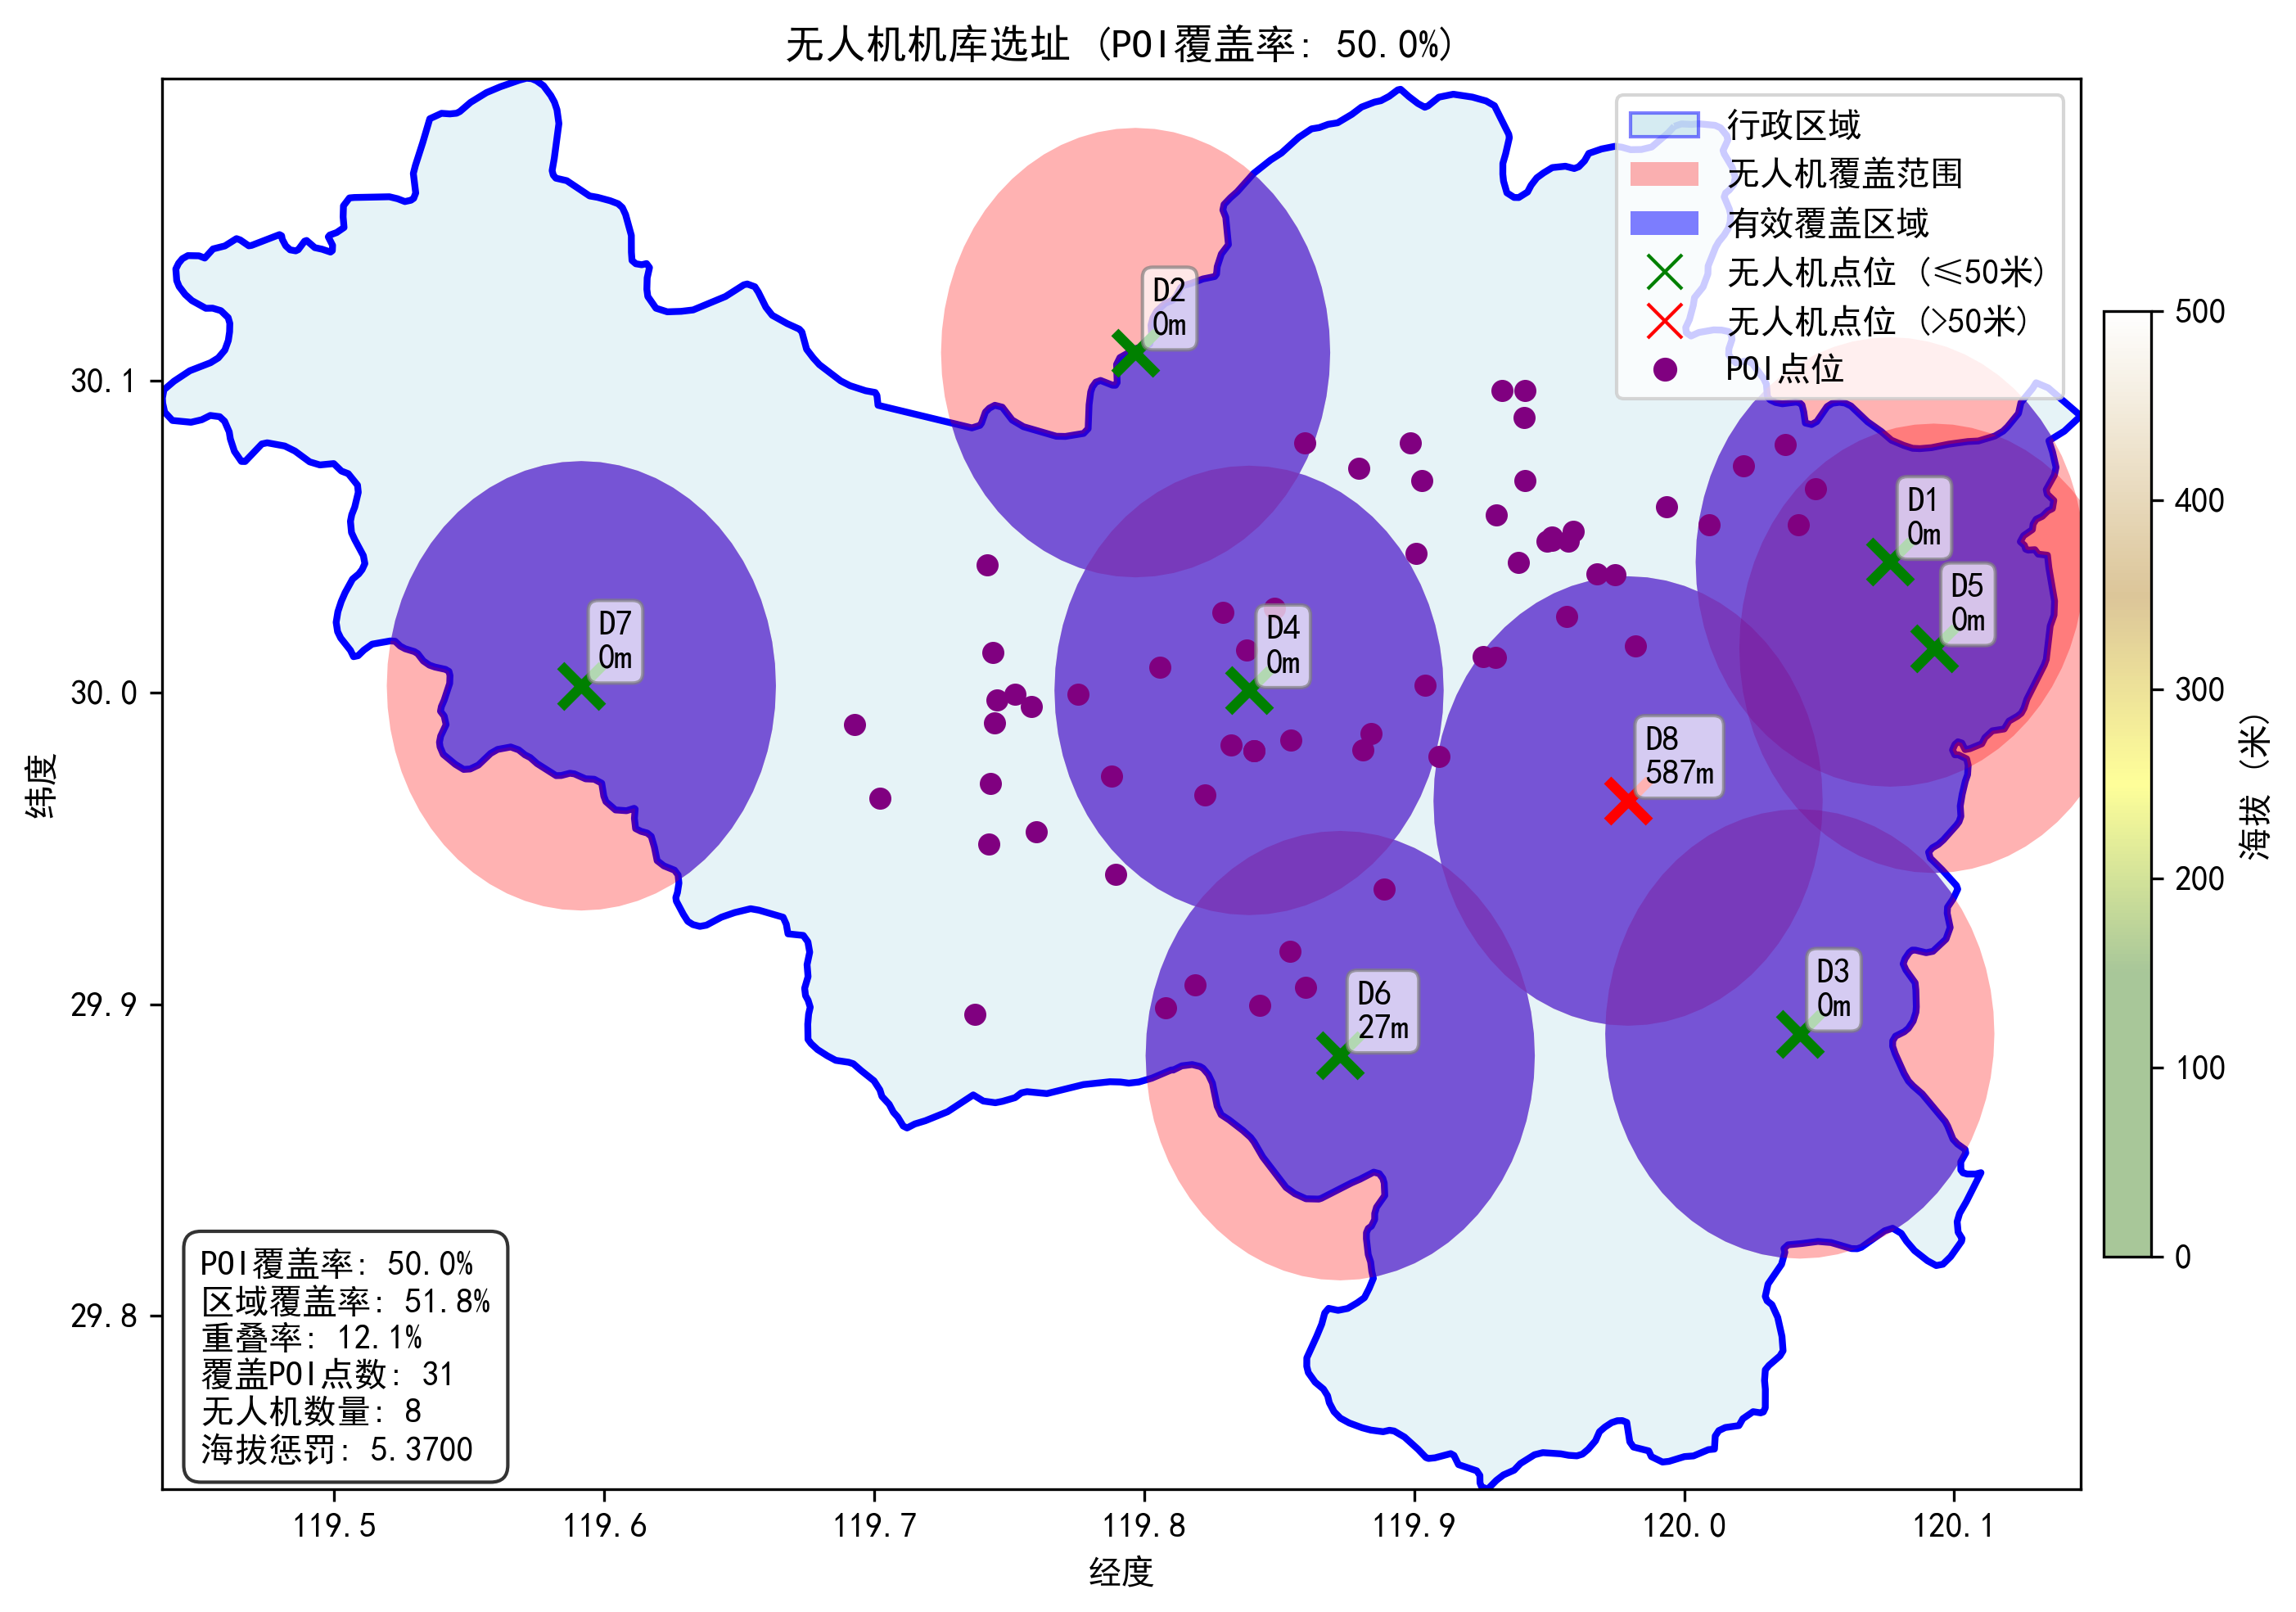 无人机机库选址 (POI覆盖率: 50.0%)
行政区域
无人机覆盖范围
有效覆盖区域
无人机点位 (≤50米)
无人机点位 (>50米)
POI点位
D2
0m
D1
0m
D5
0m
D7
0m
D4
0m
D8
587m
D3
0m
D6
27m
POI覆盖率: 50.0%
区域覆盖率: 51.8%
重叠率: 12.1%
覆盖POI点数: 31
无人机数量: 8
海拔惩罚: 5.3700
30.1
30.0
29.9
29.8
纬度
119.5
119.6
119.7
119.8
119.9
120.0
120.1
经度
500
400
300
200
100
0
海拔 (米)